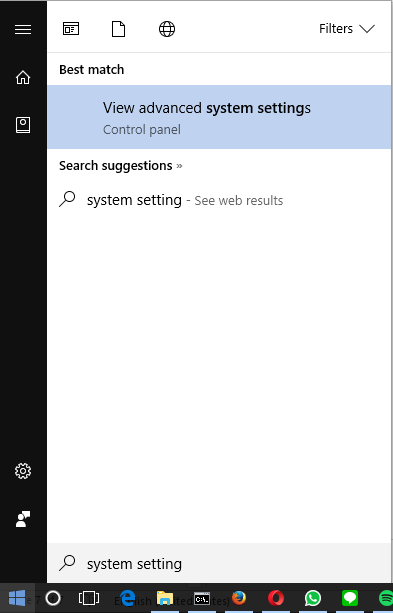 Filters
Best match
View advanced system settings
Control panel
Search suggestions »
system setting - See web results
system setting